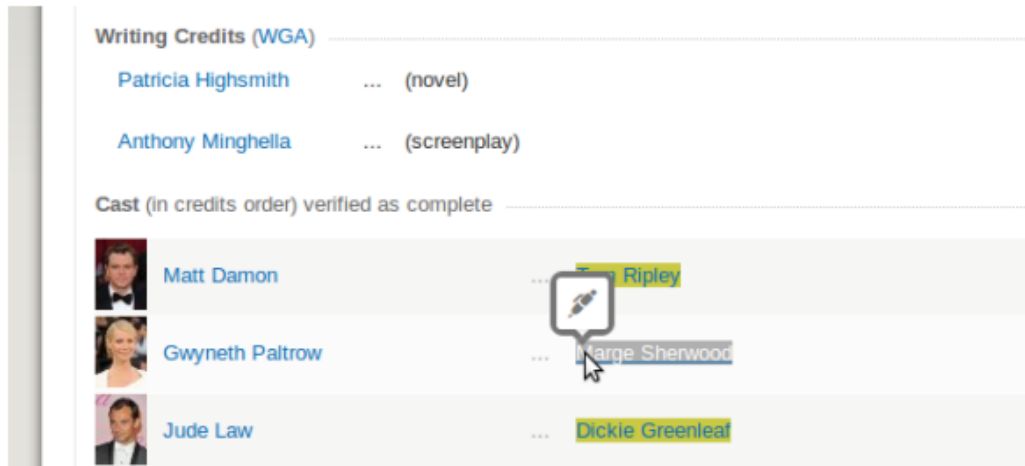 Writing Credits (WGA)
Patricia Highsmith ... (novel)
Anthony Minghella ... (screenplay)
Cast (in credits order) verified as complete
Matt Damon ... Tom Ripley
Gwyneth Paltrow ... Marge Sherwood
Jude Law ... Dickie Greenleaf